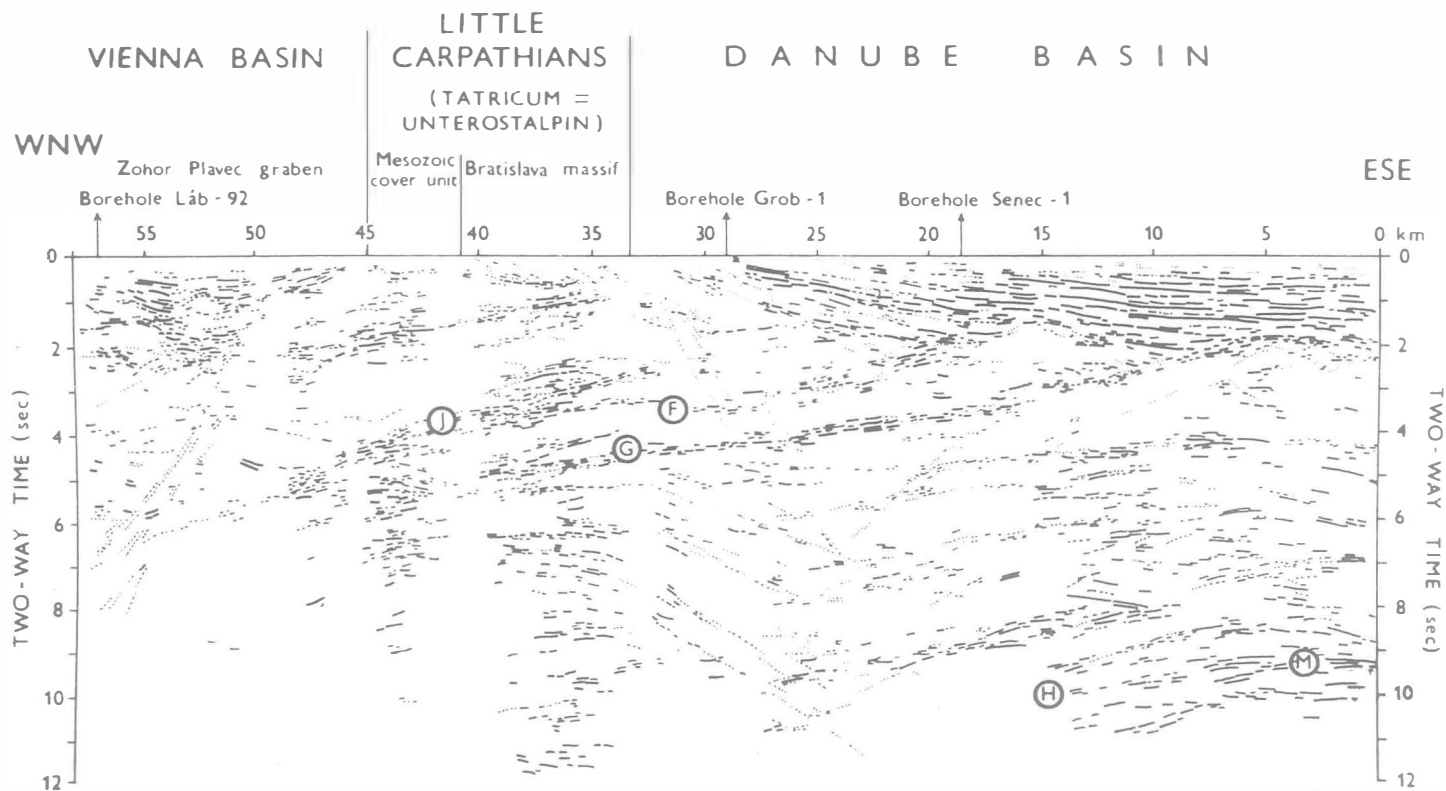 VIENNA BASIN
LITTLE
CARPATHIANS
(TATRICUM =
UNTEROSTALPIN)
DANUBE BASIN
WNW
ESE
Zohor Plavec graben
Mesozoic
cover unit
Bratislava massif
Borehole Láb - 92
Borehole Grob - 1
Borehole Senec - 1
55 50 45 40 35 30 25 20 15 10 5 0 km
0
2
4
6
8
10
12
TWO-WAY TIME (sec)
J
F
G
H
M
0
2
4
6
8
10
12
TWO-WAY TIME (sec)